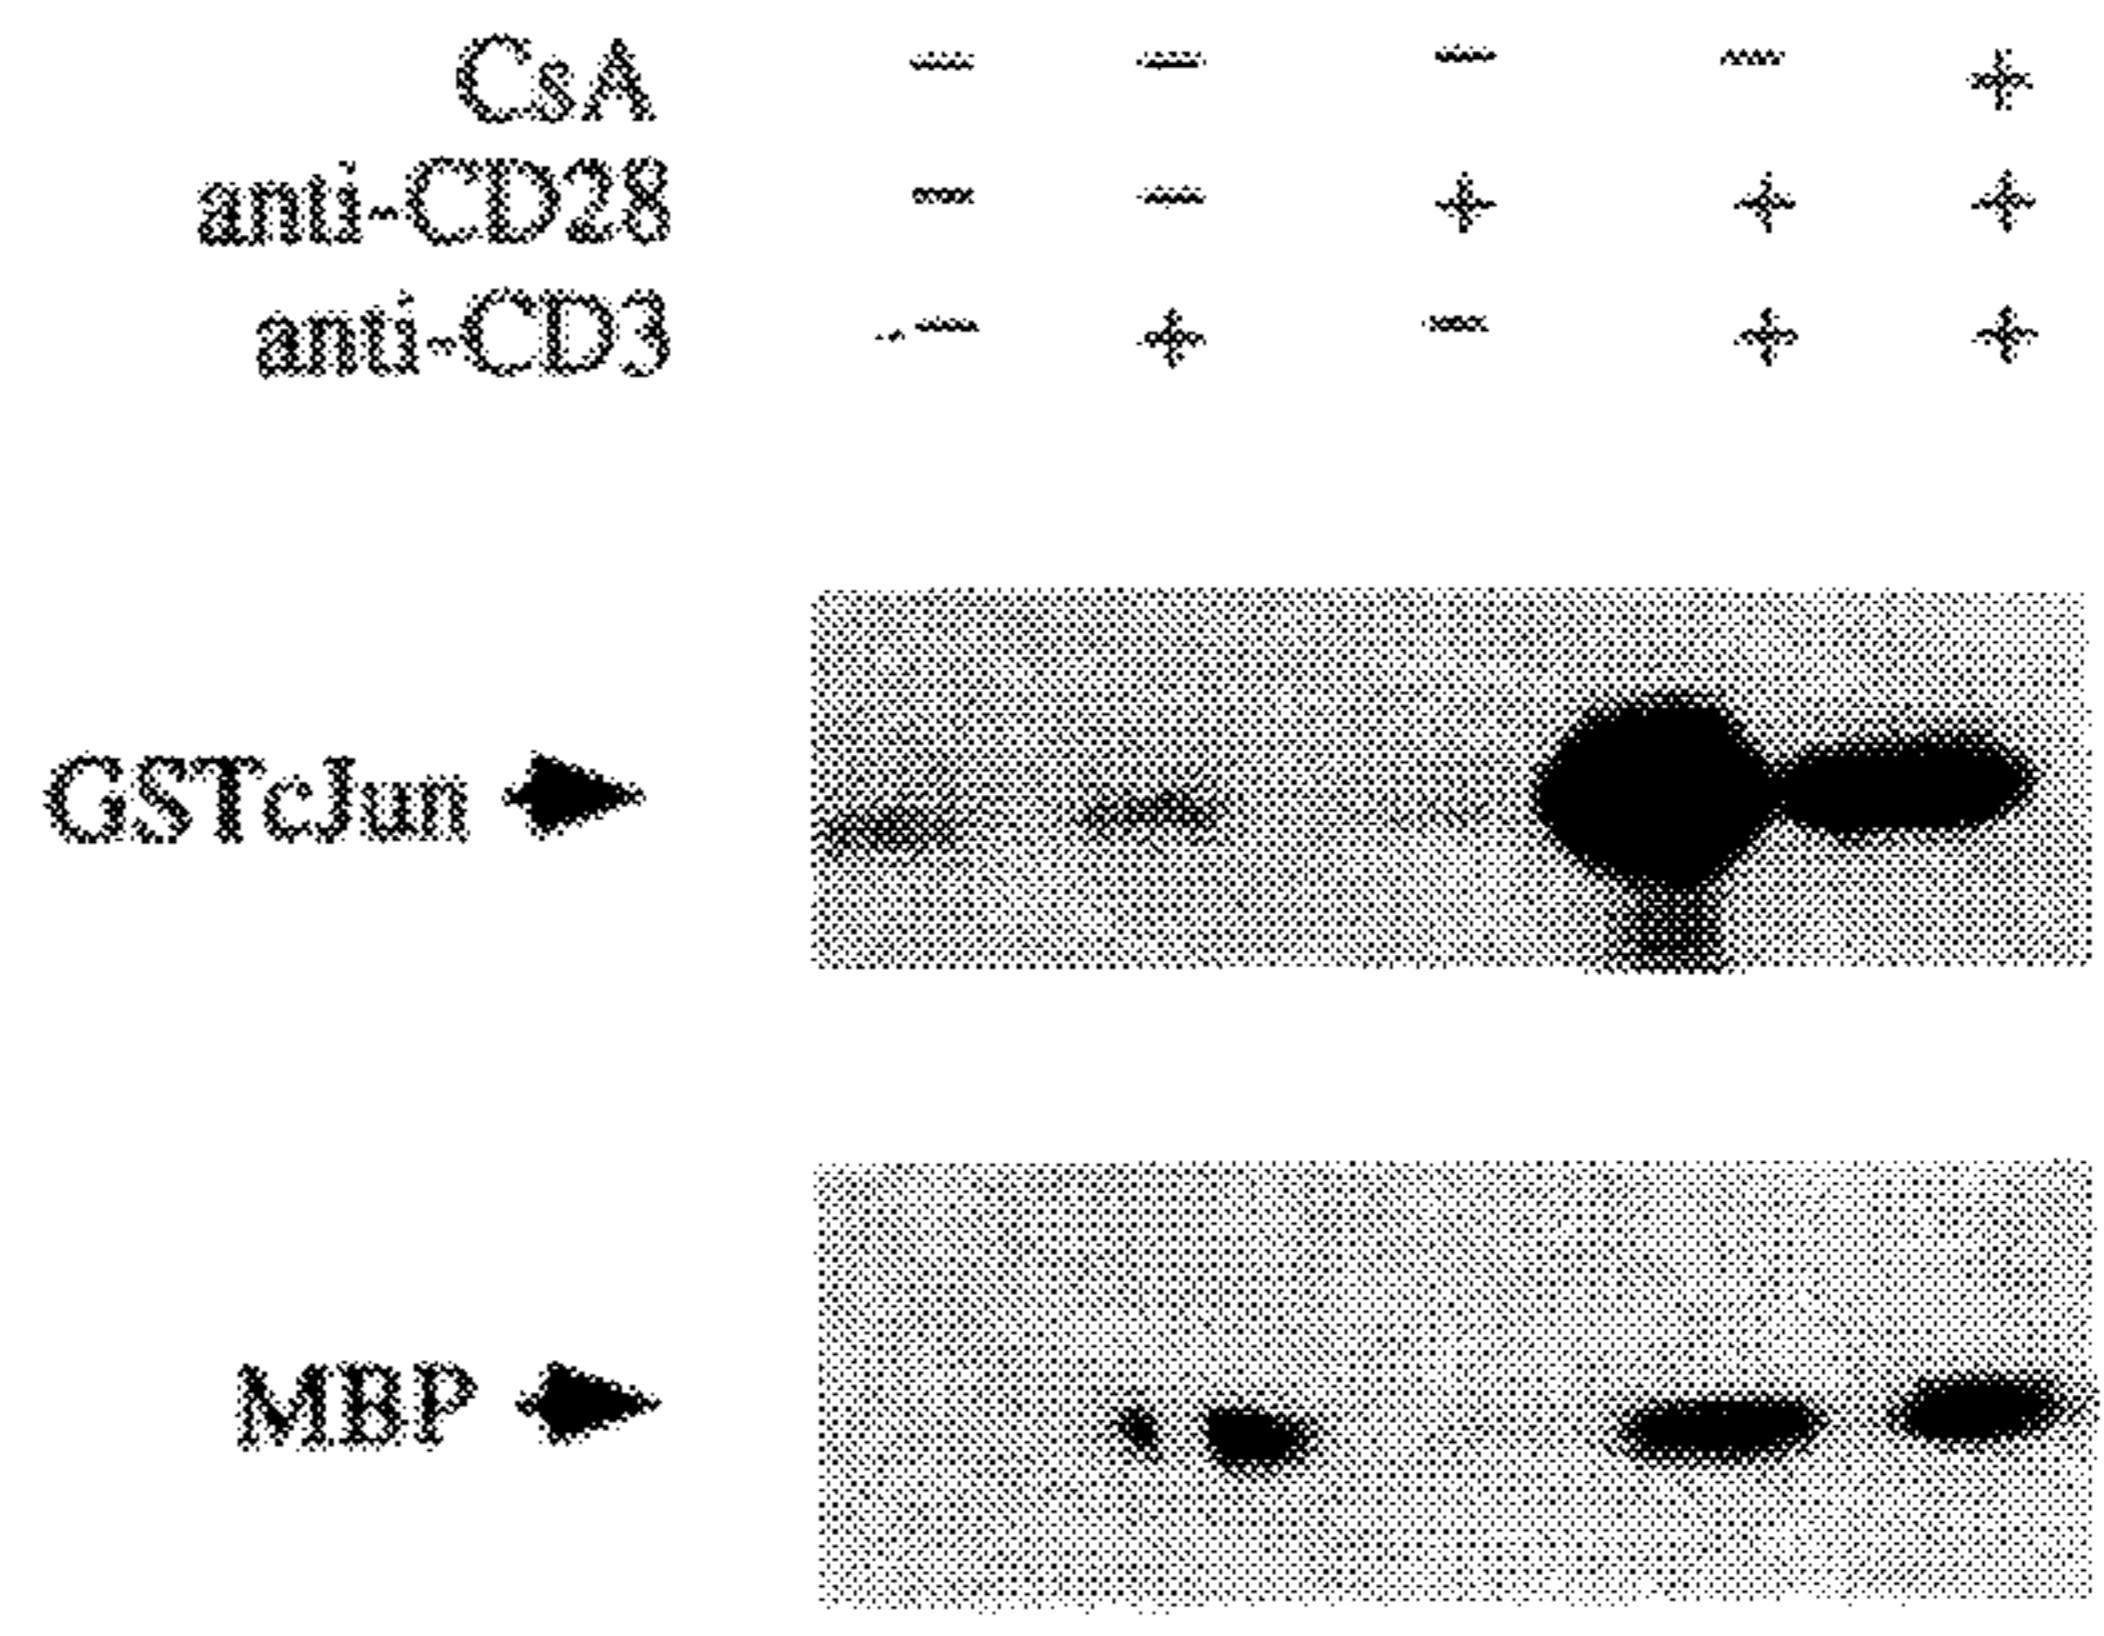 CsA - - - - +
anti-CD28 - - + + +
anti-CD3 - + - + +
GSTcJun
MBP